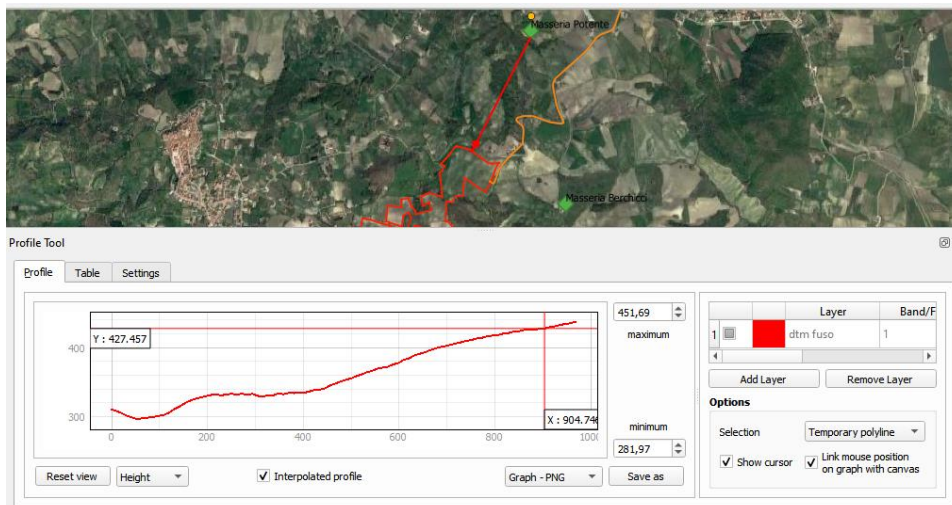 Masseria Potente
Masseria Berchicci
Profile Tool
Profile
Table
Settings
Y : 427.457
400
300
0
200
400
600
800
1000
X : 904.746
451,69
maximum
minimum
281,97
Layer
Band/F
1
dtm fuso
1
Add Layer
Remove Layer
Options
Selection
Temporary polyline
Show cursor
Link mouse position
on graph with canvas
Reset view
Height
Interpolated profile
Graph - PNG
Save as